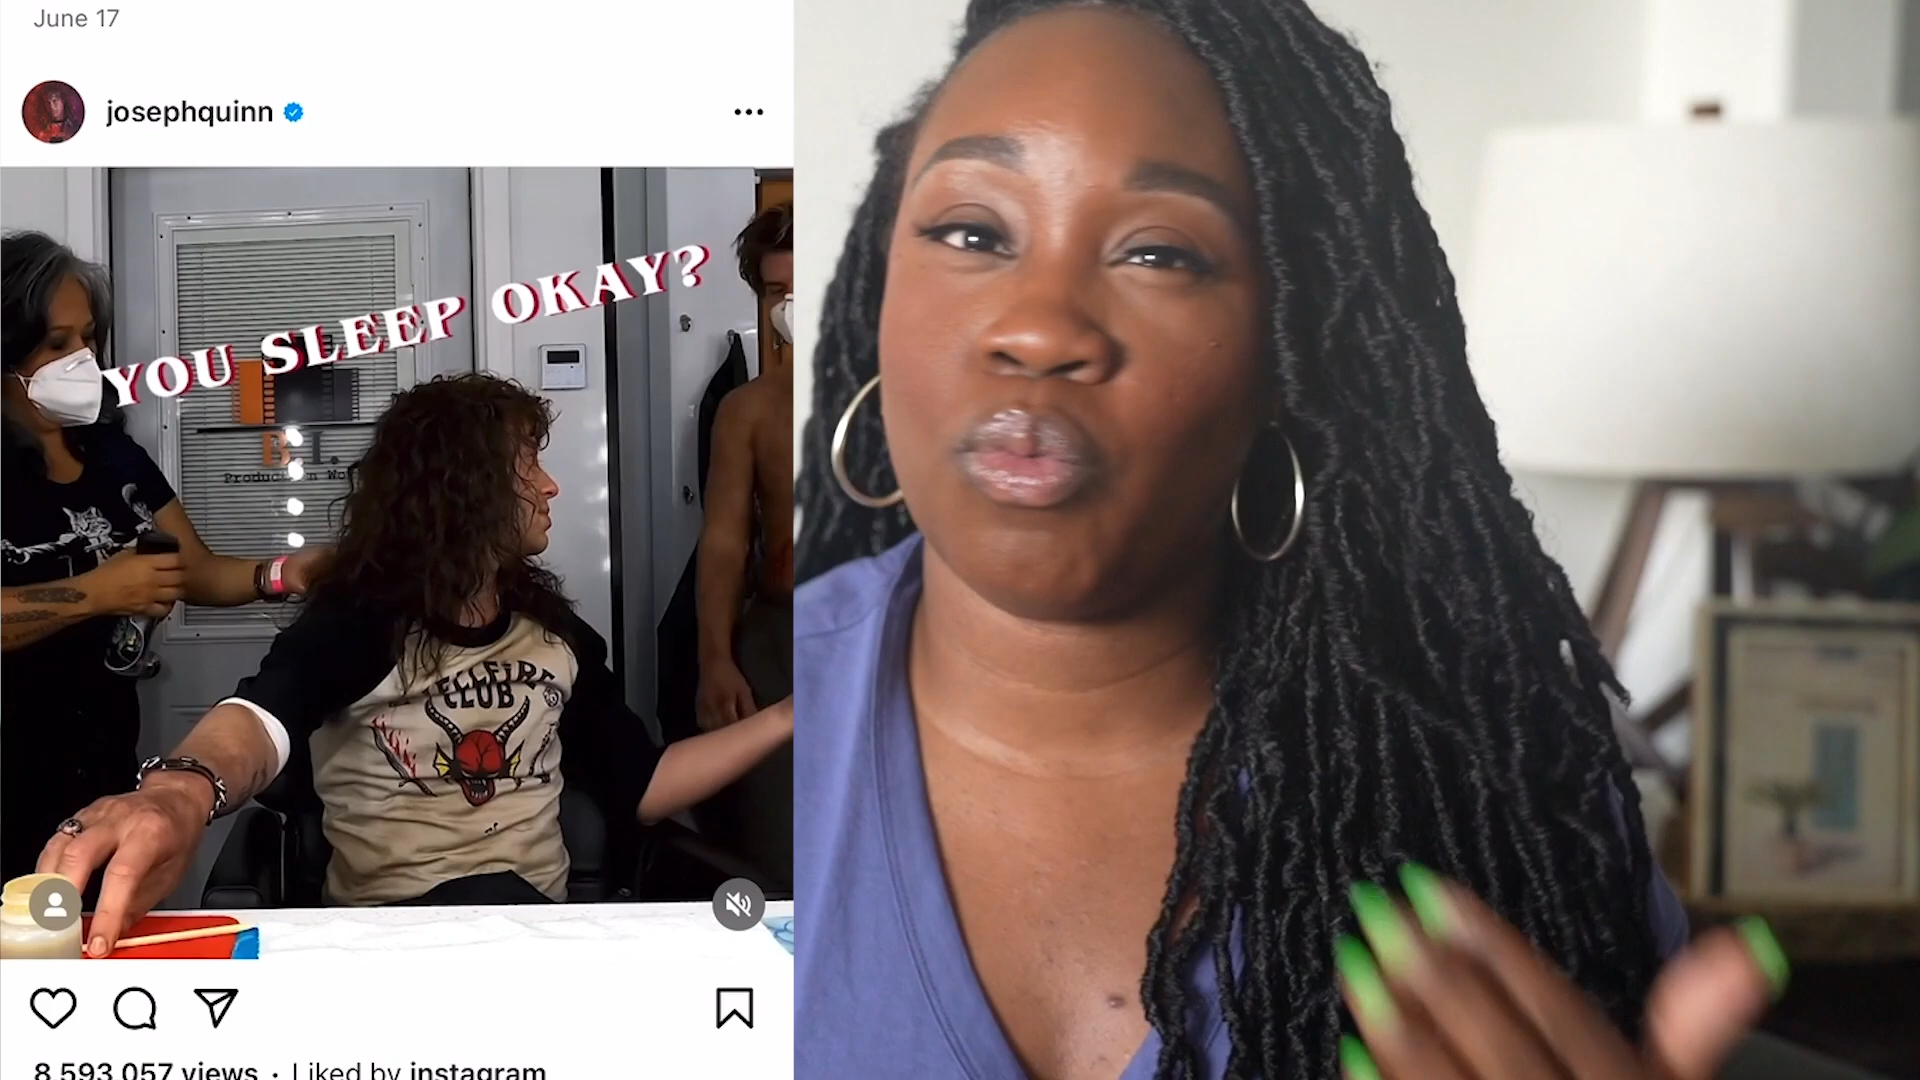 June 17
josephquinn
YOU SLEEP OKAY?
HELLFIRE
CLUB
8,593,057 views · Liked by instagram